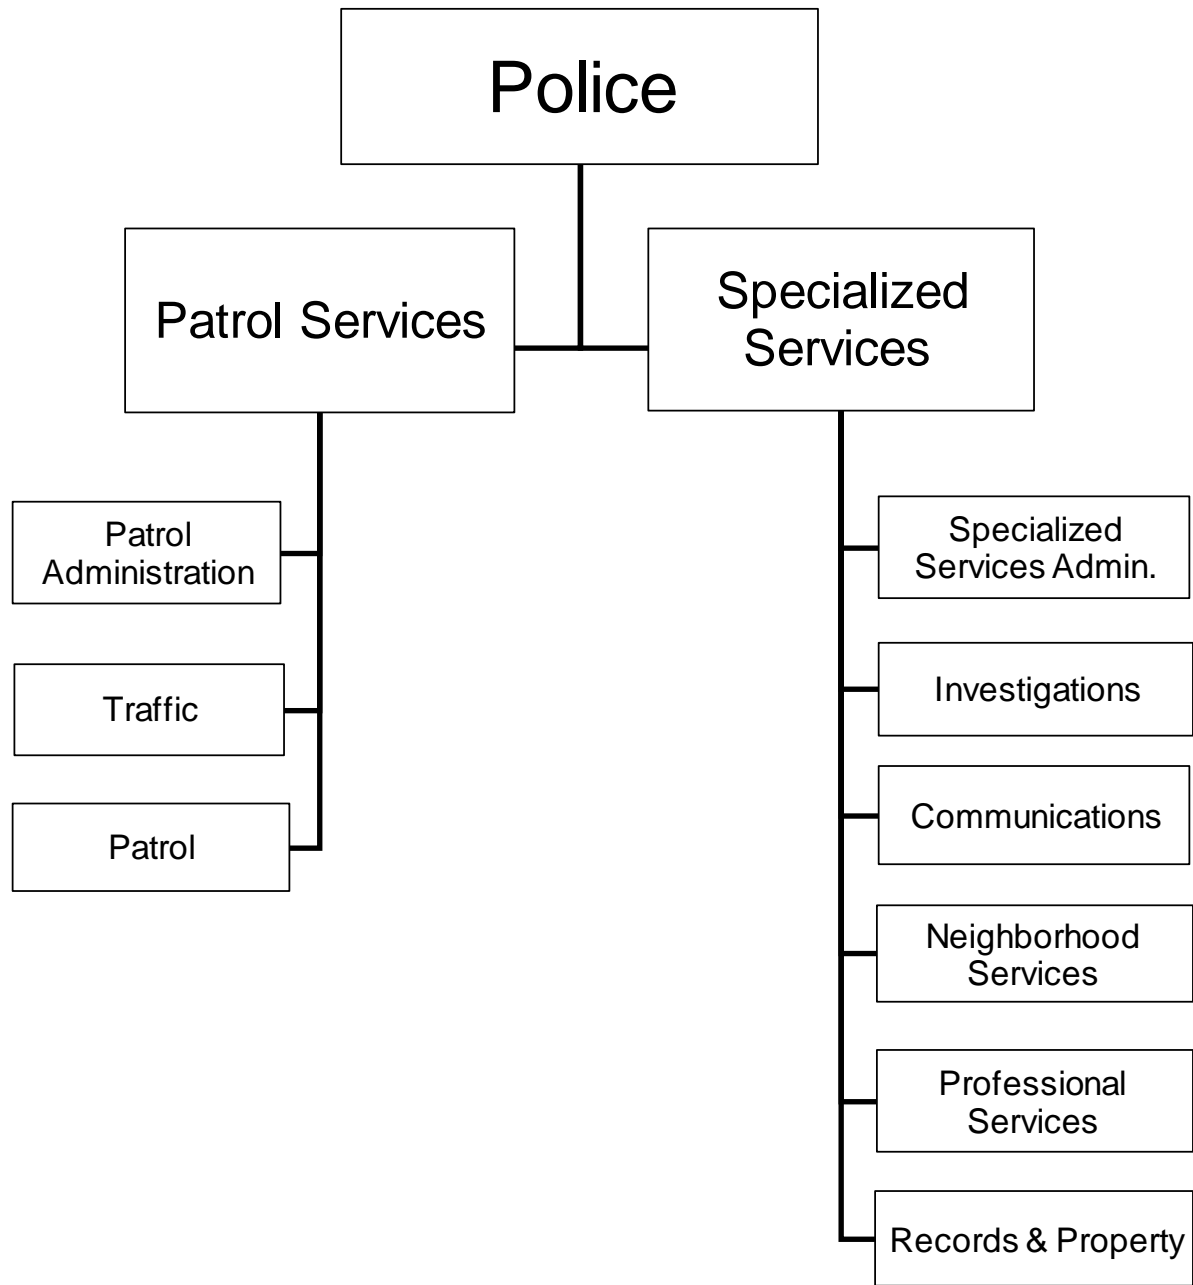 Police
Patrol Services
Specialized
Services
Patrol
Administration
Traffic
Patrol
Specialized
Services Admin.
Investigations
Communications
Neighborhood
Services
Professional
Services
Records & Property